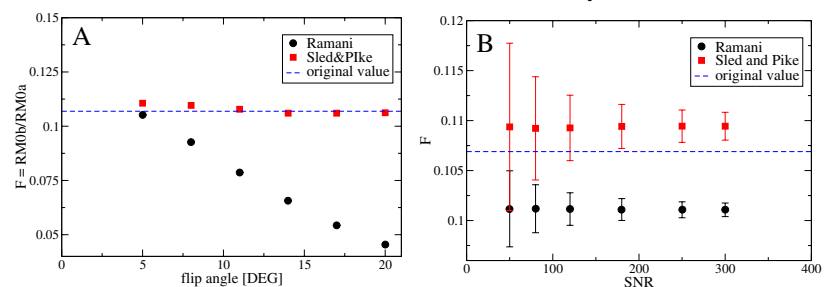 A
Ramani
Sled&PIke
original value
0.15
0.125
0.1
0.075
0.05
F = RM0b/RM0a
0
5
10
15
20
flip angle [DEG]
B
Ramani
Sled and Pike
original value
0.12
0.115
0.11
0.105
0.1
F
0
100
200
300
400
SNR